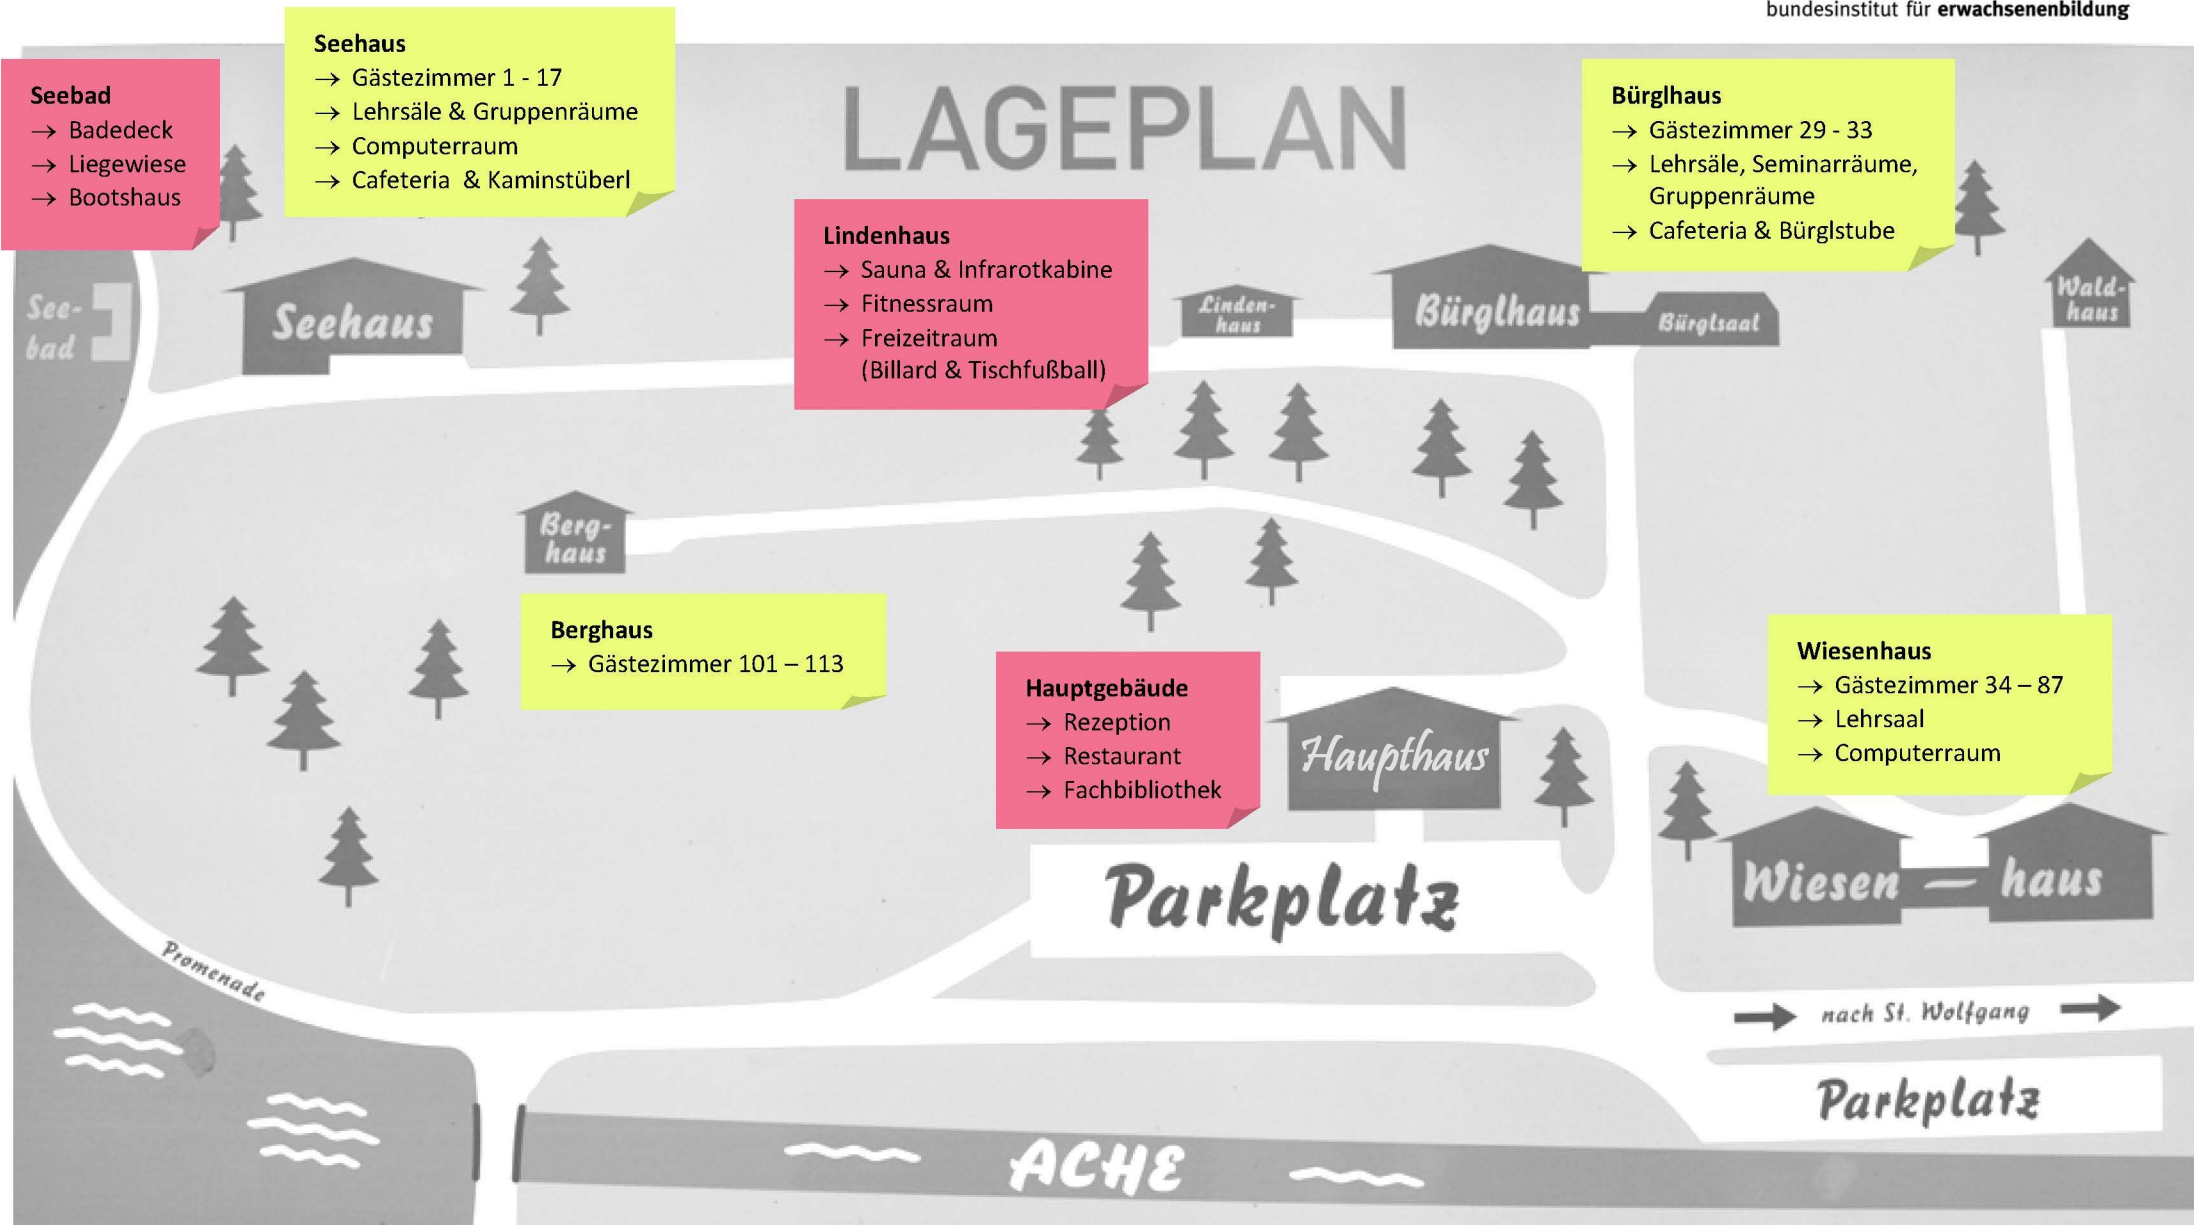 bundesinstitut für erwachsenenbildung
LAGEPLAN
Seebad
→ Badedeck
→ Liegewiese
→ Bootshaus
Seehaus
→ Gästezimmer 1 - 17
→ Lehrsäle & Gruppenräume
→ Computerraum
→ Cafeteria & Kaminstüberl
Lindenhaus
→ Sauna & Infrarotkabine
→ Fitnessraum
→ Freizeitraum
(Billard & Tischfußball)
Bürglhaus
→ Gästezimmer 29 - 33
→ Lehrsäle, Seminarräume,
Gruppenräume
→ Cafeteria & Bürglstube
See-
bad
Seehaus
Linden-
haus
Bürglhaus
Bürglsaal
Wald-
haus
Berg-
haus
Berghaus
→ Gästezimmer 101 – 113
Hauptgebäude
→ Rezeption
→ Restaurant
→ Fachbibliothek
Haupthaus
Wiesenhaus
→ Gästezimmer 34 – 87
→ Lehrsaal
→ Computerraum
Wiesen – haus
Parkplatz
Promenade
→ nach St. Wolfgang →
Parkplatz
ACHE